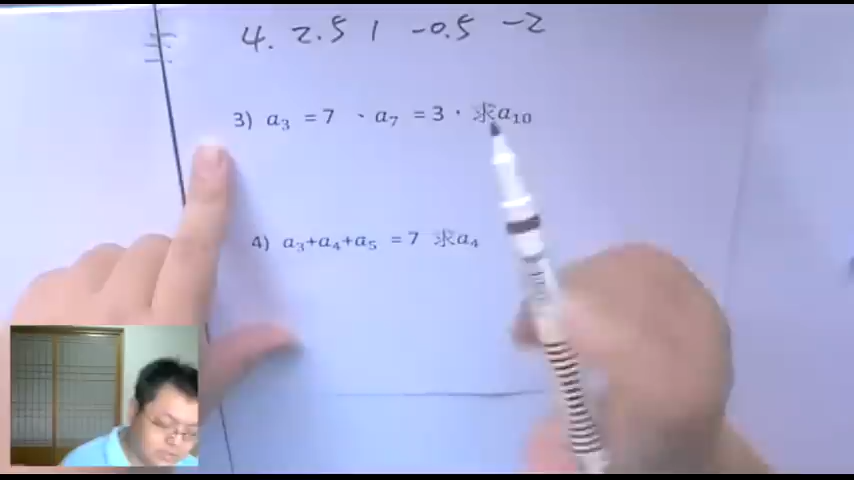 4. 2.5 1 -0.5 -2
3) a₃ = 7 、a₇ = 3 , 求a₁₀
4) a₃+a₄+a₅ = 7 求a₄